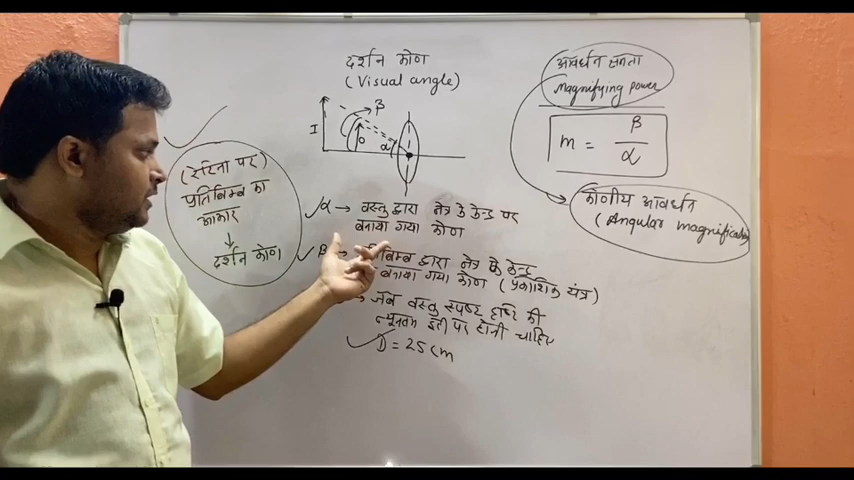 दर्शन कोण
(Visual angle)
I
O
β
α
(रेटिना पर)
प्रतिबिम्ब का
आकार
↓
दर्शन कोण
α → वस्तु द्वारा नेत्र के केन्द्र पर
बनाया गया कोण
β → द्वारा नेत्र के केन्द्र
बनाया गया कोण (प्रकाशिक यंत्र)
→ जब वस्तु स्पष्ट दृष्टि की
न्यूनतम दूरी पर होनी चाहिए
D = 25 cm
आवर्धन क्षमता
Magnifying power
m = β/α
कोणीय आवर्धन
(Angular magnification